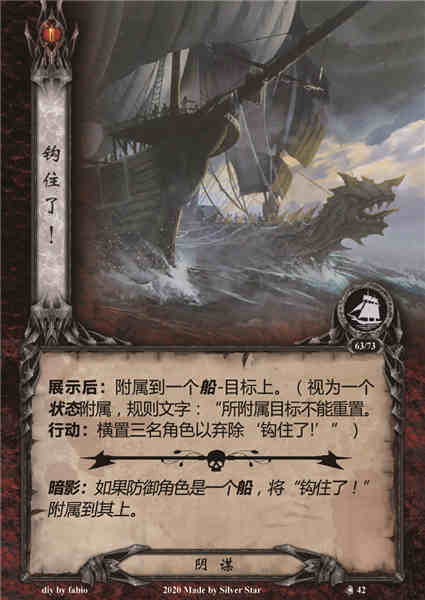 钩住了！
63/73
展示后：附属到一个船-目标上。（视为一个
状态附属，规则文字：“所附属目标不能重置。
行动：横置三名角色以弃除‘钩住了!’”）
暗影：如果防御角色是一个船，将“钩住了！”
附属到其上。
阴谋
diy by fabio
2020 Made by Silver Star
42